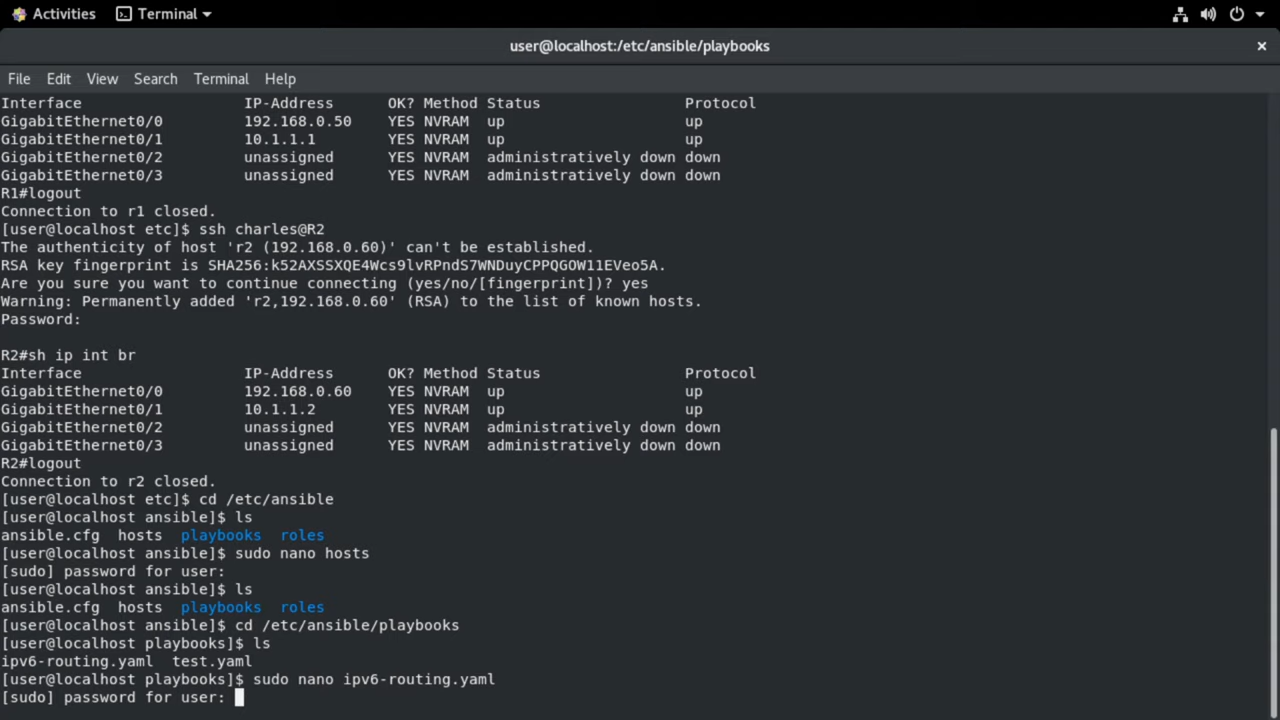 Activities Terminal
user@localhost:/etc/ansible/playbooks
File Edit View Search Terminal Help
Interface IP-Address OK? Method Status Protocol
GigabitEthernet0/0 192.168.0.50 YES NVRAM up up
GigabitEthernet0/1 10.1.1.1 YES NVRAM up up
GigabitEthernet0/2 unassigned YES NVRAM administratively down down
GigabitEthernet0/3 unassigned YES NVRAM administratively down down
R1#logout
Connection to r1 closed.
[user@localhost etc]$ ssh charles@R2
The authenticity of host 'r2 (192.168.0.60)' can't be established.
RSA key fingerprint is SHA256:k52AXSSXQE4Wcs9lvRPndS7WNDuyCPPQGOW11EVeo5A.
Are you sure you want to continue connecting (yes/no/[fingerprint])? yes
Warning: Permanently added 'r2,192.168.0.60' (RSA) to the list of known hosts.
Password:
R2#sh ip int br
Interface IP-Address OK? Method Status Protocol
GigabitEthernet0/0 192.168.0.60 YES NVRAM up up
GigabitEthernet0/1 10.1.1.2 YES NVRAM up up
GigabitEthernet0/2 unassigned YES NVRAM administratively down down
GigabitEthernet0/3 unassigned YES NVRAM administratively down down
R2#logout
Connection to r2 closed.
[user@localhost etc]$ cd /etc/ansible
[user@localhost ansible]$ ls
ansible.cfg hosts playbooks roles
[user@localhost ansible]$ sudo nano hosts
[sudo] password for user:
[user@localhost ansible]$ ls
ansible.cfg hosts playbooks roles
[user@localhost ansible]$ cd /etc/ansible/playbooks
[user@localhost playbooks]$ ls
ipv6-routing.yaml test.yaml
[user@localhost playbooks]$ sudo nano ipv6-routing.yaml
[sudo] password for user: